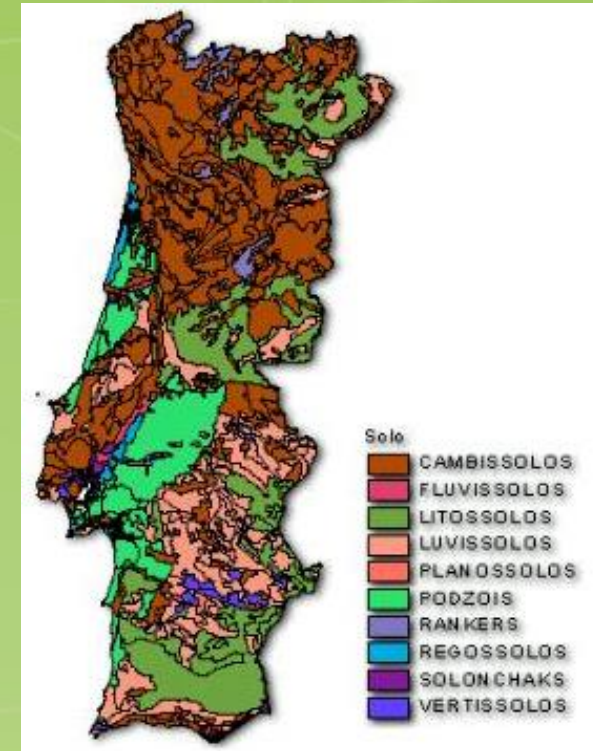 Solo
CAMBISSOLOS
FLUVISSOLOS
LITOSSOLOS
LUVISSOLOS
PLANOSSOLOS
PODZOIS
RANKERS
REGOSSOLOS
SOLONCHAKS
VERTISSOLOS